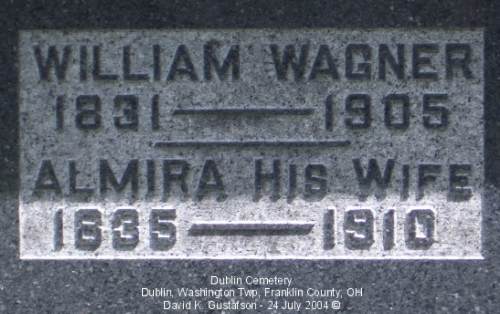 WILLIAM WAGNER
1831 — 1905
ALMIRA HIS WIFE
1835 — 1910
Dublin Cemetery
Dublin, Washington Twp, Franklin County, OH
David K. Gustafson - 24 July 2004 ©